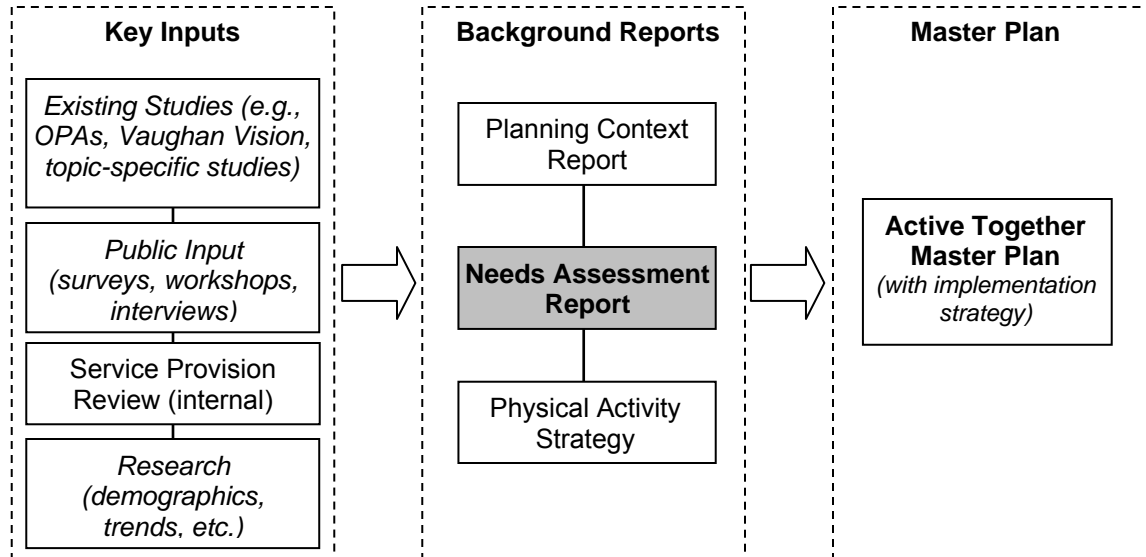 Key Inputs
Existing Studies (e.g.,
OPAs, Vaughan Vision,
topic-specific studies)
Public Input
(surveys, workshops,
interviews)
Service Provision
Review (internal)
Research
(demographics,
trends, etc.)
Background Reports
Planning Context
Report
Needs Assessment
Report
Physical Activity
Strategy
Master Plan
Active Together
Master Plan
(with implementation
strategy)